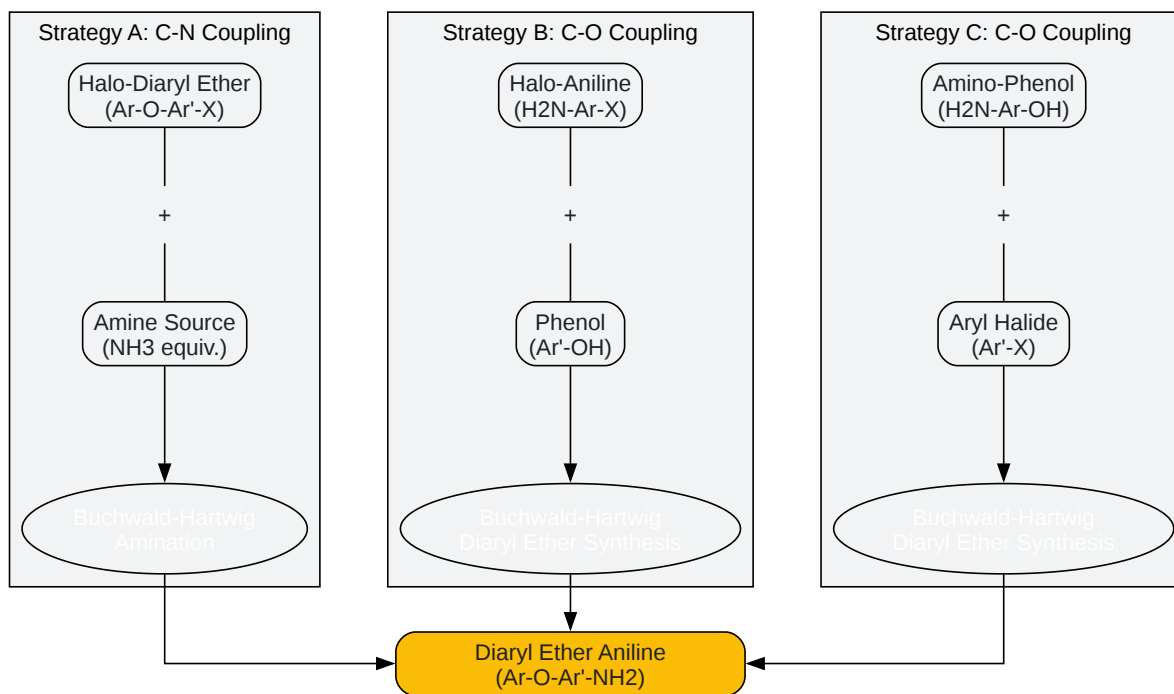 Strategy A: C-N Coupling
Halo-Diaryl Ether
(Ar-O-Ar'-X)
+
Amine Source
(NH3 equiv.)
Buchwald-Hartwig
Amination
Strategy B: C-O Coupling
Halo-Aniline
(H2N-Ar-X)
+
Phenol
(Ar'-OH)
Buchwald-Hartwig
Diaryl Ether Synthesis
Strategy C: C-O Coupling
Amino-Phenol
(H2N-Ar-OH)
+
Aryl Halide
(Ar'-X)
Buchwald-Hartwig
Diaryl Ether Synthesis
Diaryl Ether Aniline
(Ar-O-Ar'-NH2)